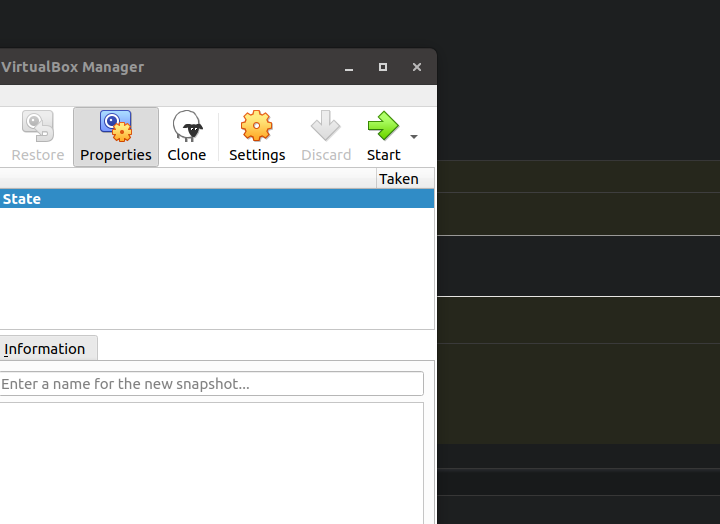 VirtualBox Manager
Restore Properties Clone Settings Discard Start
Taken
State
Information
Enter a name for the new snapshot...